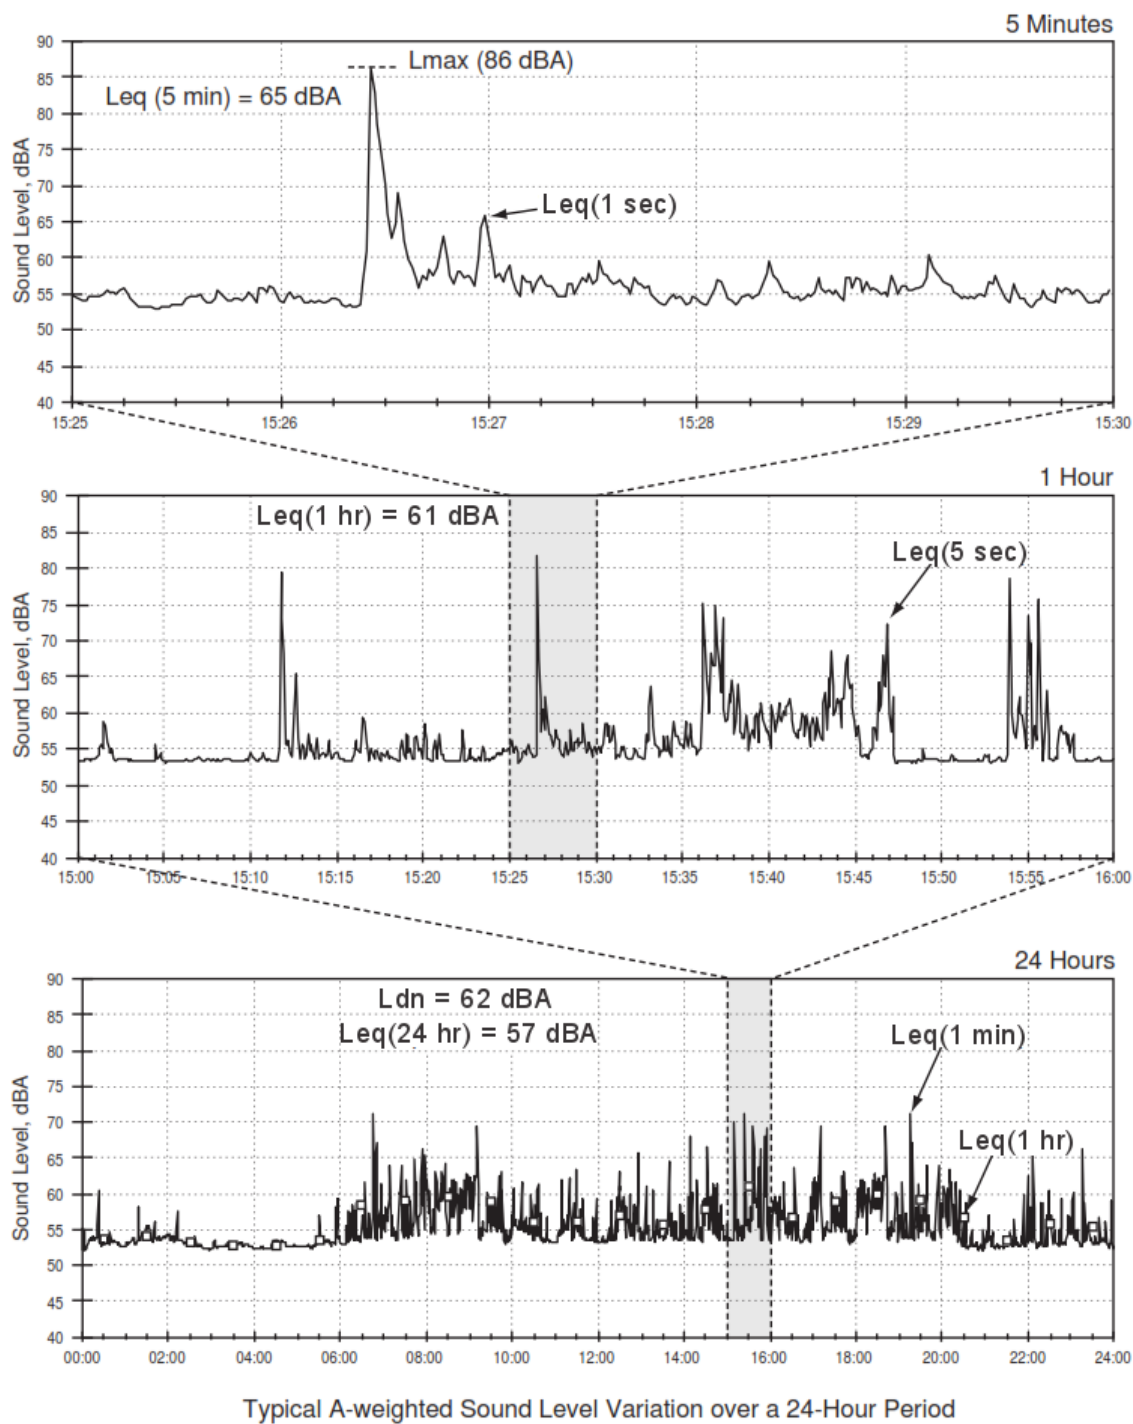 5 Minutes
90
Lmax (86 dBA)
85
Leq (5 min) = 65 dBA
80
75
70
Leq(1 sec)
65
60
55
50
45
40
Sound Level, dBA
15:25 15:26 15:27 15:28 15:29 15:30
1 Hour
90
Leq(1 hr) = 61 dBA
85
Leq(5 sec)
80
75
70
65
60
55
50
45
40
Sound Level, dBA
15:00 15:05 15:10 15:15 15:20 15:25 15:30 15:35 15:40 15:45 15:50 15:55 16:00
24 Hours
90
Ldn = 62 dBA
85
Leq(24 hr) = 57 dBA
Leq(1 min)
80
75
70
Leq(1 hr)
65
60
55
50
45
40
Sound Level, dBA
00:00 02:00 04:00 06:00 08:00 10:00 12:00 14:00 16:00 18:00 20:00 22:00 24:00
Typical A-weighted Sound Level Variation over a 24-Hour Period